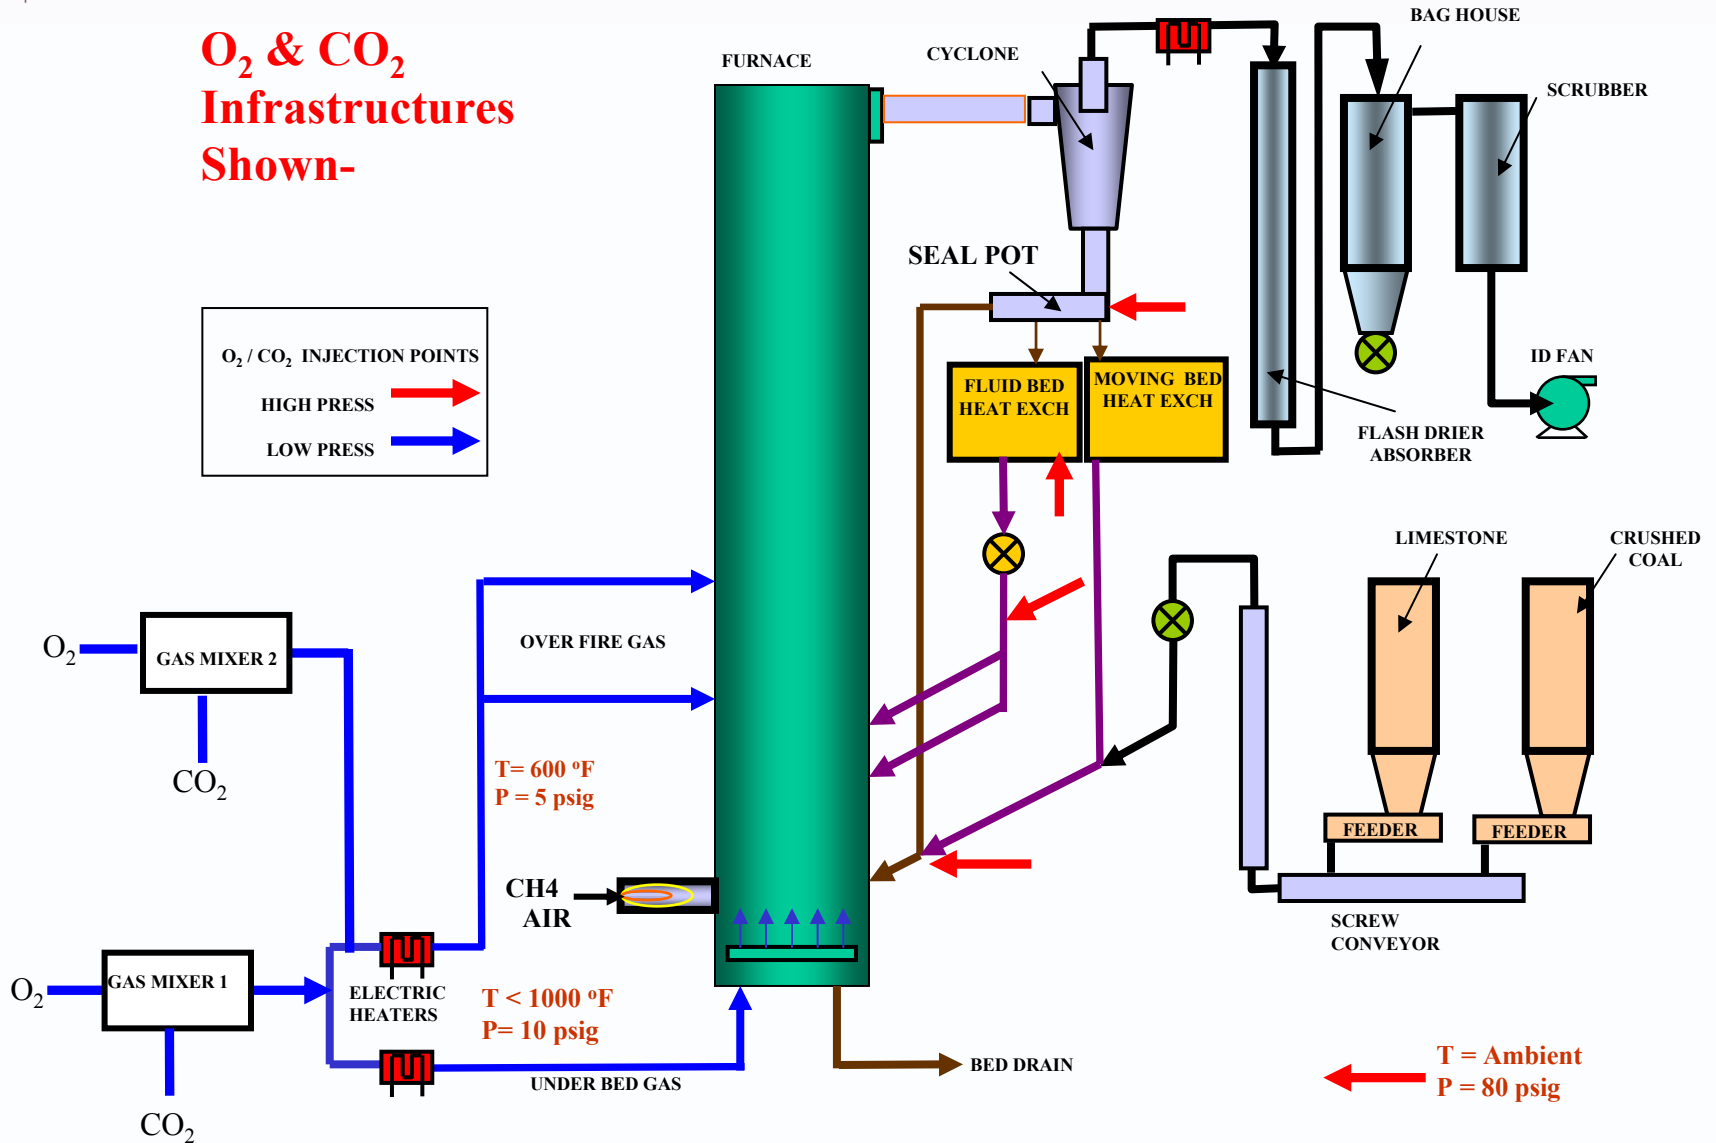 O₂ & CO₂
Infrastructures
Shown-
FURNACE
CYCLONE
BAG HOUSE
SCRUBBER
SEAL POT
O₂ / CO₂ INJECTION POINTS
HIGH PRESS
LOW PRESS
FLUID BED
HEAT EXCH
MOVING BED
HEAT EXCH
ID FAN
FLASH DRIER
ABSORBER
LIMESTONE
CRUSHED
COAL
O₂
GAS MIXER 2
CO₂
OVER FIRE GAS
T= 600 ºF
P = 5 psig
FEEDER
FEEDER
CH4
AIR
SCREW
CONVEYOR
O₂
GAS MIXER 1
CO₂
ELECTRIC
HEATERS
T < 1000 ºF
P= 10 psig
UNDER BED GAS
BED DRAIN
T = Ambient
P = 80 psig